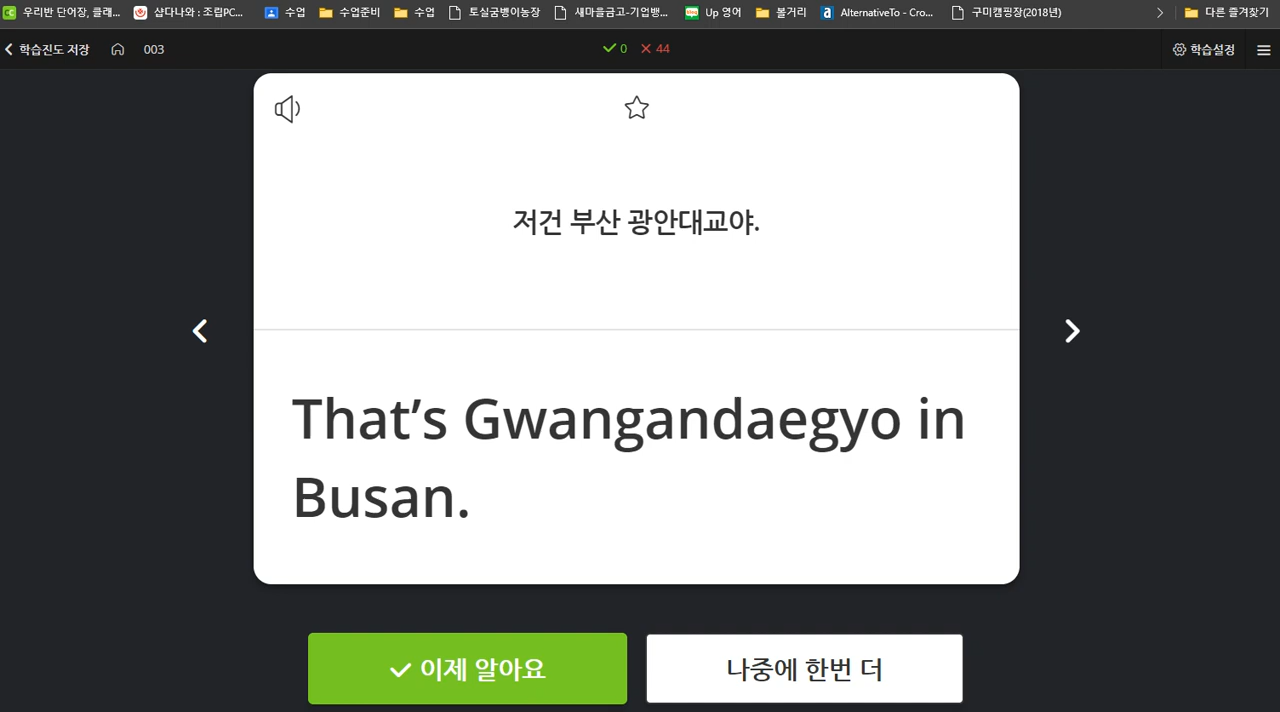 우리반 단어장, 클래... 샵다나와 : 조립PC... 수업 수업준비 수업 토실굼벵이농장 새마을금고-기업뱅... Up 영어 볼거리 AlternativeTo - Cro... 구미캠핑장(2018년) 다른 즐겨찾기
학습진도 저장 003 0 44 학습설정
저건 부산 광안대교야.
That’s Gwangandaegyo in
Busan.
이제 알아요 나중에 한번 더